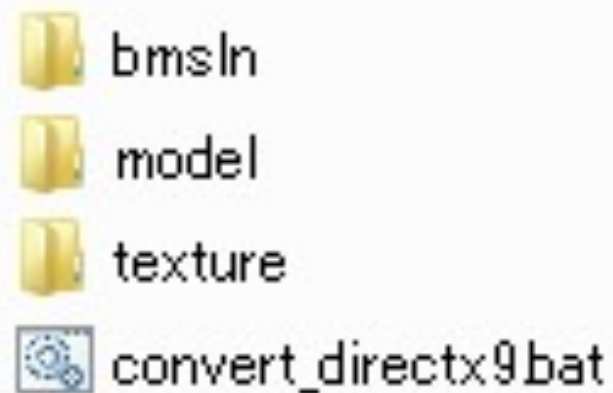 bmsln
model
texture
convert_directx9.bat